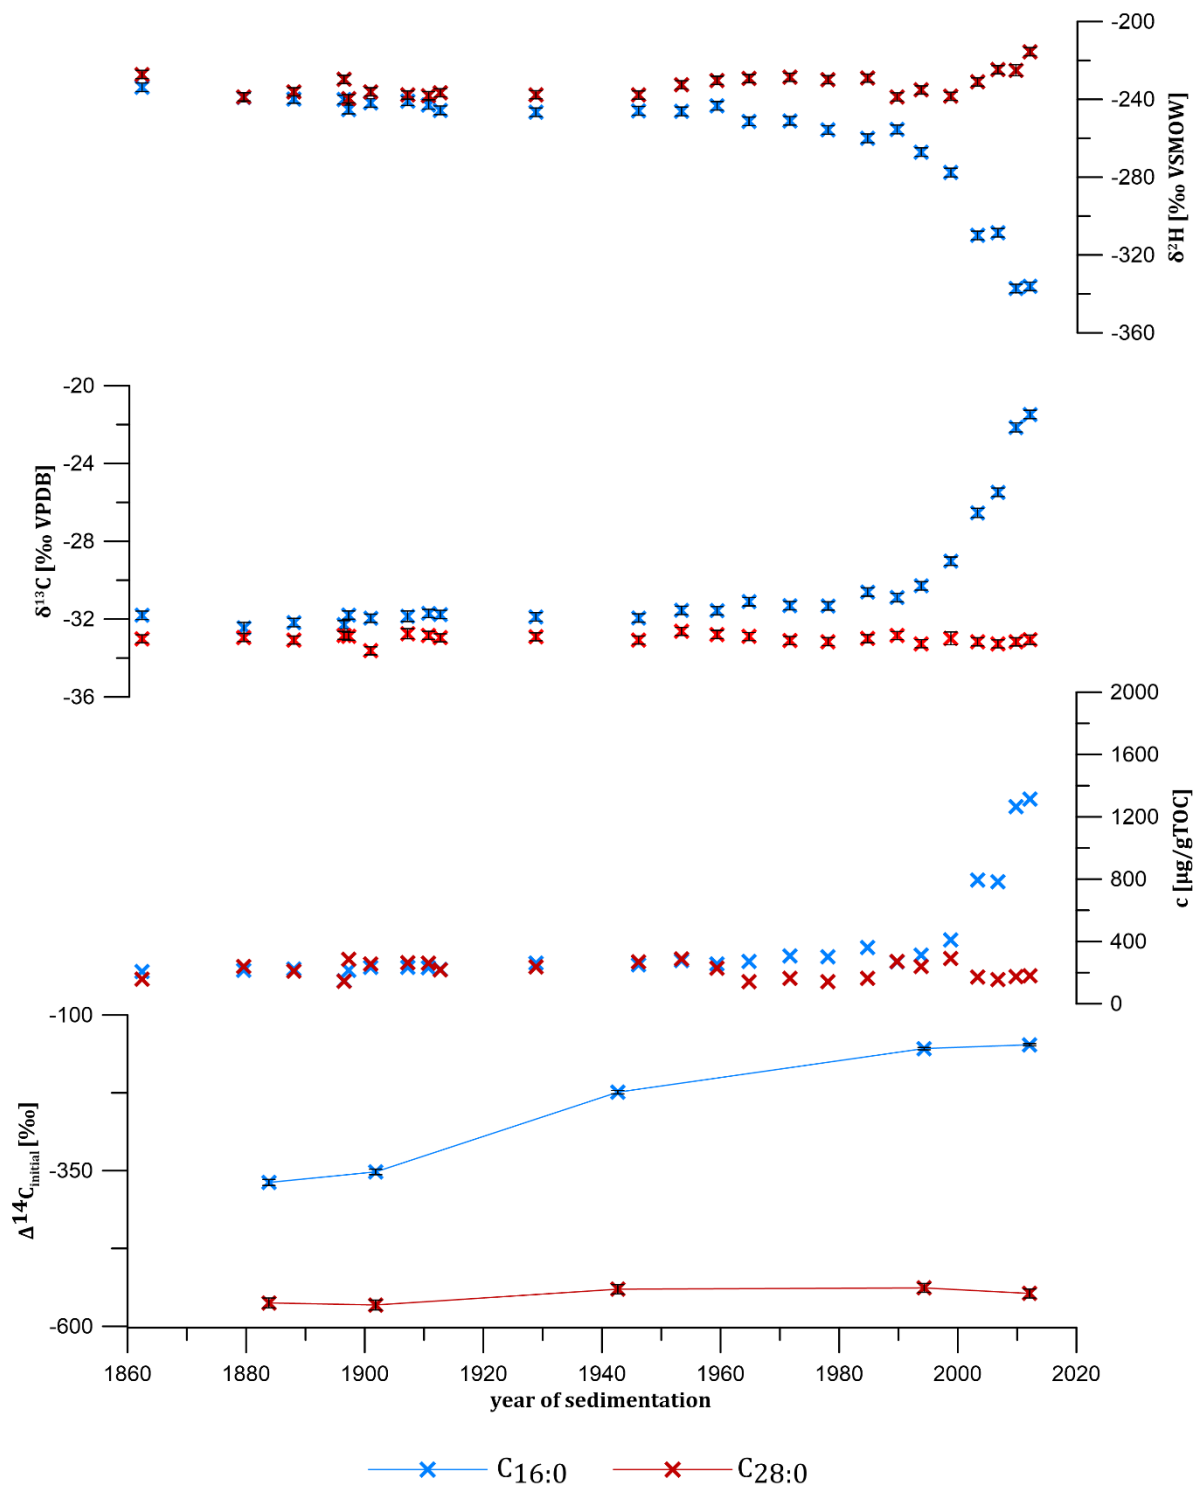 -200
-240
-280
-320
-360
δ²H [‰ VSMOW]
-20
-24
-28
-32
-36
δ¹³C [‰ VPDB]
2000
1600
1200
800
400
0
c [µg/gTOC]
-100
-350
-600
Δ¹⁴C initial [‰]
1860 1880 1900 1920 1940 1960 1980 2000 2020
year of sedimentation
C16:0 C28:0